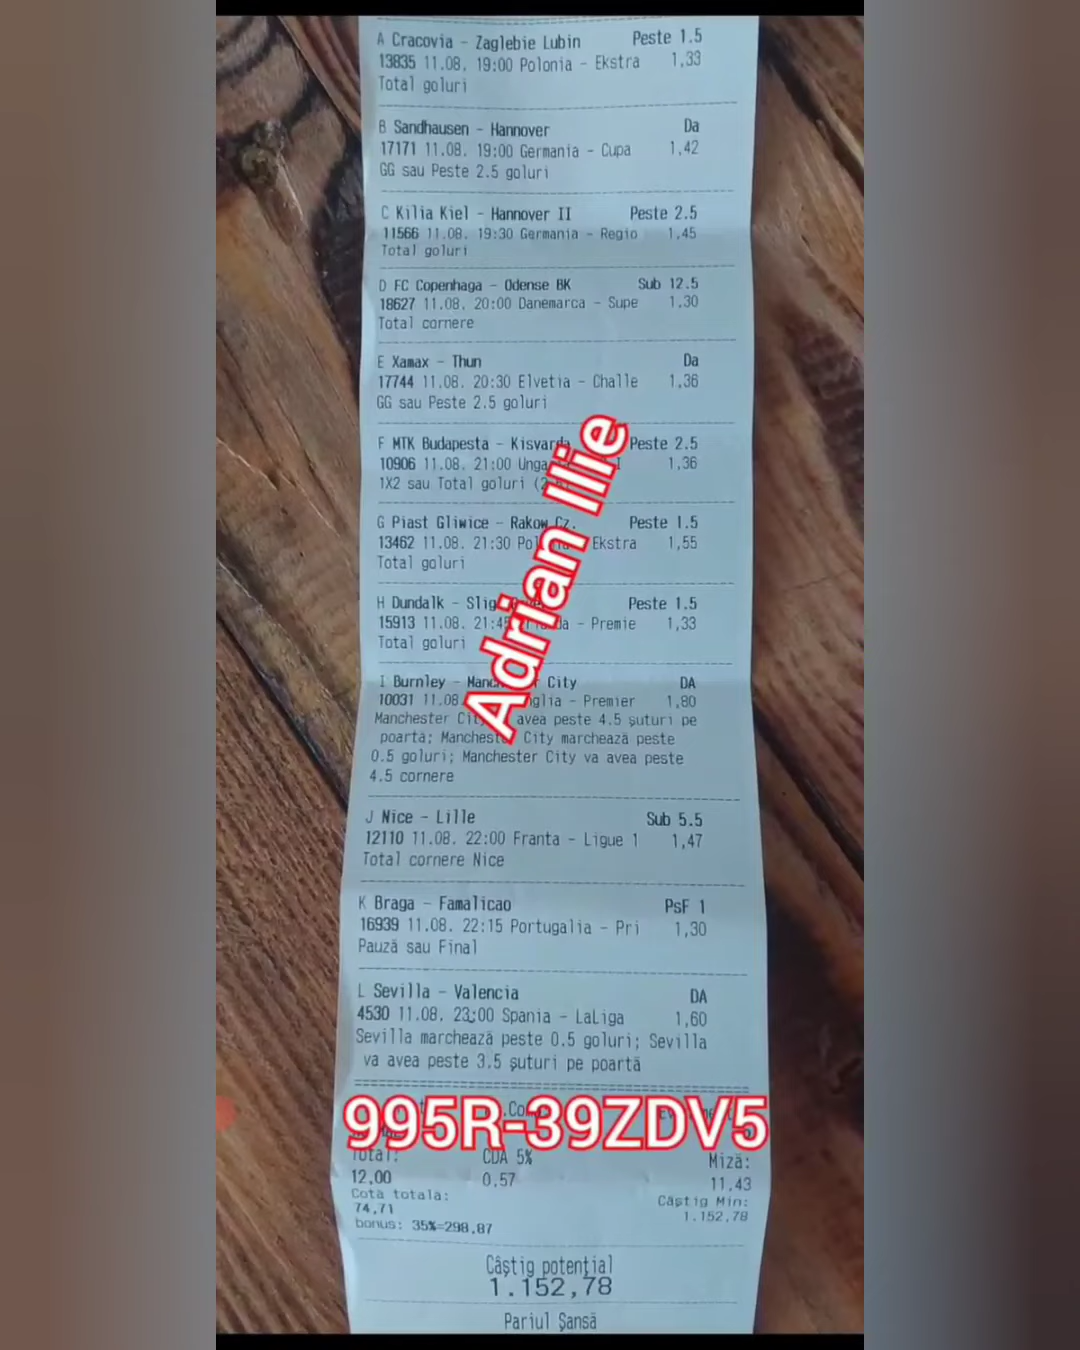 A Cracovia - Zaglebie Lubin Peste 1.5
13835 11.08. 19:00 Polonia - Ekstra 1,33
Total goluri
B Sandhausen - Hannover Da
17171 11.08. 19:00 Germania - Cupa 1,42
GG sau Peste 2.5 goluri
C Kilia Kiel - Hannover II Peste 2.5
11566 11.08. 19:30 Germania - Regio 1,45
Total goluri
D FC Copenhaga - Odense BK Sub 12.5
18627 11.08. 20:00 Danemarca - Supe 1,30
Total cornere
E Xamax - Thun Da
17744 11.08. 20:30 Elvetia - Challe 1,36
GG sau Peste 2.5 goluri
F MTK Budapesta - Kisvarda Peste 2.5
10906 11.08. 21:00 I 1,36
1X2 sau Total goluri
G Piast Gliwice - Rakow Cz. Peste 1.5
13462 11.08. 21:30 Ekstra 1,55
Total goluri
H Dundalk - Peste 1.5
15913 11.08. 21:45 - Premie 1,33
Total goluri
Adrian Ilie
I Burnley - Manchester City DA
10031 11.08. - Premier 1,80
Manchester City avea peste 4.5 șuturi pe
poartă; Manchester City marchează peste
0.5 goluri; Manchester City va avea peste
4.5 cornere
J Nice - Lille Sub 5.5
12110 11.08. 22:00 Franta - Ligue 1 1,47
Total cornere Nice
K Braga - Famalicao PsF 1
16939 11.08. 22:15 Portugalia - Pri 1,30
Pauză sau Final
L Sevilla - Valencia DA
4530 11.08. 23:00 Spania - LaLiga 1,60
Sevilla marchează peste 0.5 goluri; Sevilla
va avea peste 3.5 șuturi pe poartă
995R-39ZDV5
Total: CDA 5% Miză:
12,00 0,57 11,43
Cota totală: Câștig Min:
74,71 1.152,78
bonus: 35%=298,87
Câștig potențial
1.152,78
Pariul Șansă